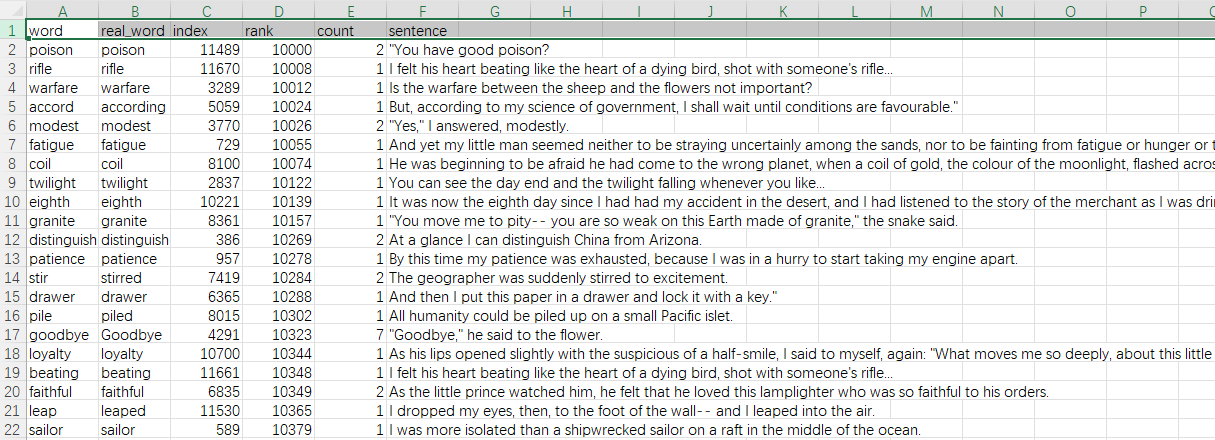 A B C D E F G H I J K L M N O P
1 word real_word index rank count sentence
2 poison poison 11489 10000 2 "You have good poison?
3 rifle rifle 11670 10008 1 I felt his heart beating like the heart of a dying bird, shot with someone's rifle...
4 warfare warfare 3289 10012 1 Is the warfare between the sheep and the flowers not important?
5 accord according 5059 10024 1 But, according to my science of government, I shall wait until conditions are favourable."
6 modest modest 3770 10026 2 "Yes," I answered, modestly.
7 fatigue fatigue 729 10055 1 And yet my little man seemed neither to be straying uncertainly among the sands, nor to be fainting from fatigue or hunger or t
8 coil coil 8100 10074 1 He was beginning to be afraid he had come to the wrong planet, when a coil of gold, the colour of the moonlight, flashed acros
9 twilight twilight 2837 10122 1 You can see the day end and the twilight falling whenever you like...
10 eighth eighth 10221 10139 1 It was now the eighth day since I had had my accident in the desert, and I had listened to the story of the merchant as I was dri
11 granite granite 8361 10157 1 "You move me to pity-- you are so weak on this Earth made of granite," the snake said.
12 distinguish distinguish 386 10269 2 At a glance I can distinguish China from Arizona.
13 patience patience 957 10278 1 By this time my patience was exhausted, because I was in a hurry to start taking my engine apart.
14 stir stirred 7419 10284 2 The geographer was suddenly stirred to excitement.
15 drawer drawer 6365 10288 1 And then I put this paper in a drawer and lock it with a key."
16 pile piled 8015 10302 1 All humanity could be piled up on a small Pacific islet.
17 goodbye Goodbye 4291 10323 7 "Goodbye," he said to the flower.
18 loyalty loyalty 10700 10344 1 As his lips opened slightly with the suspicious of a half-smile, I said to myself, again: "What moves me so deeply, about this little
19 beating beating 11661 10348 1 I felt his heart beating like the heart of a dying bird, shot with someone's rifle...
20 faithful faithful 6835 10349 2 As the little prince watched him, he felt that he loved this lamplighter who was so faithful to his orders.
21 leap leaped 11530 10365 1 I dropped my eyes, then, to the foot of the wall-- and I leaped into the air.
22 sailor sailor 589 10379 1 I was more isolated than a shipwrecked sailor on a raft in the middle of the ocean.